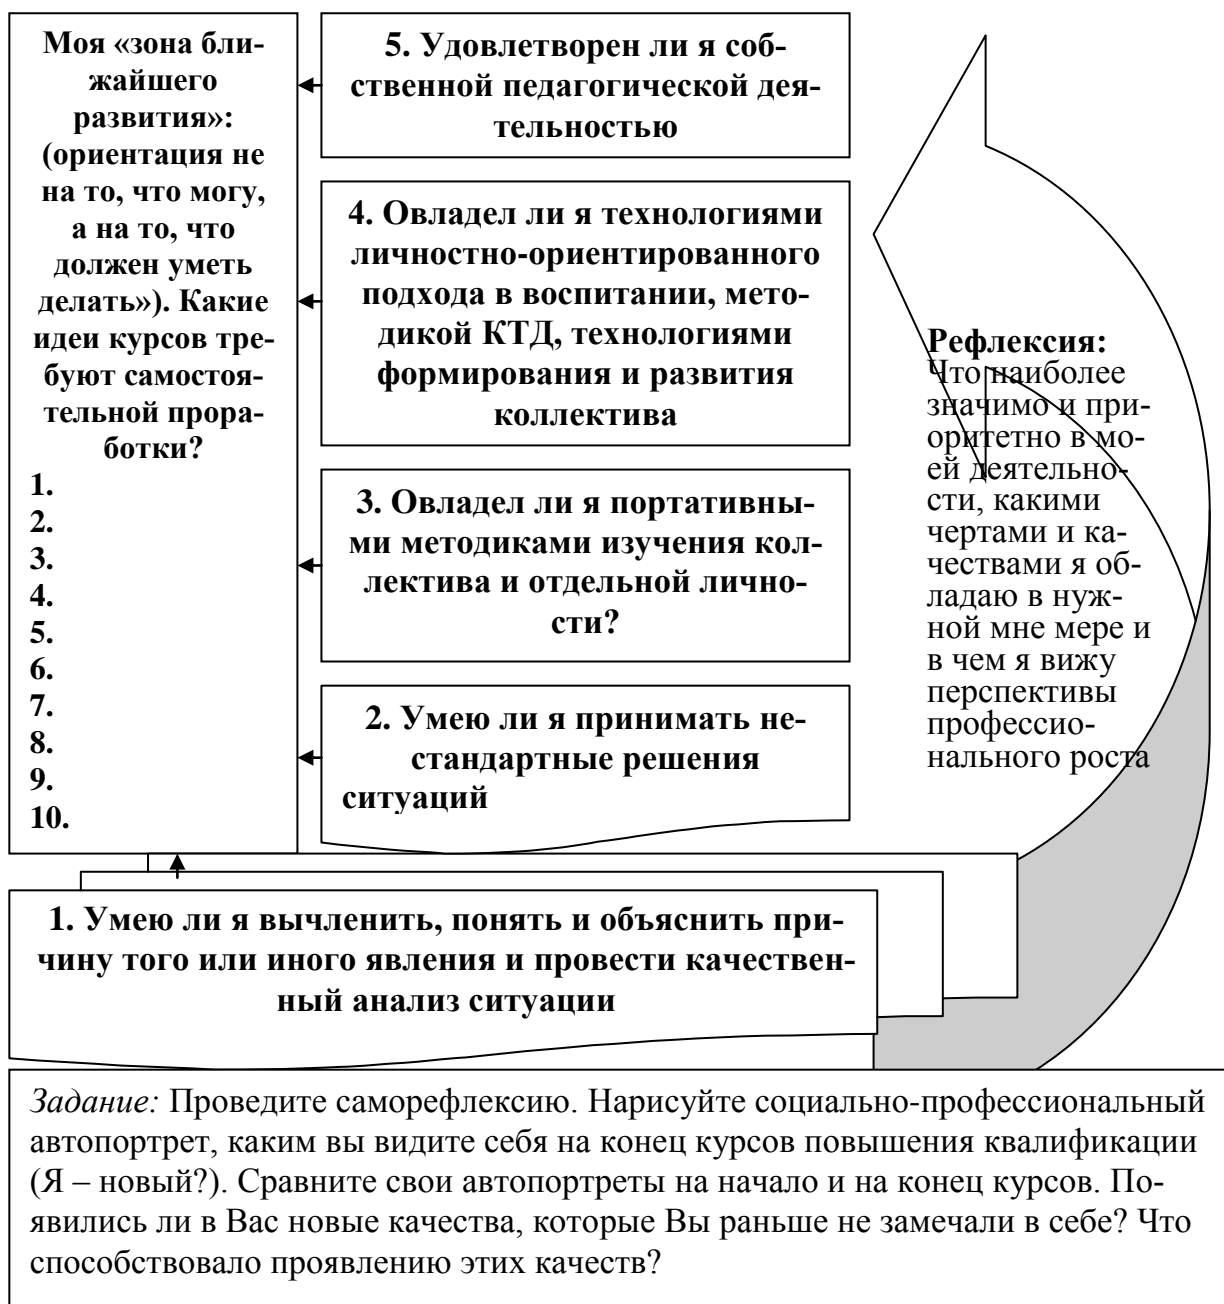 Моя «зона бли-
жайшего
развития»:
(ориентация не
на то, что могу,
а на то, что
должен уметь
делать»). Какие
идеи курсов тре-
буют самостоя-
тельной прора-
ботки?
1.
2.
3.
4.
5.
6.
7.
8.
9.
10.
5. Удовлетворен ли я соб-
ственной педагогической дея-
тельностью
4. Овладел ли я технологиями
личностно-ориентированного
подхода в воспитании, мето-
дикой КТД, технологиями
формирования и развития
коллектива
3. Овладел ли я портативны-
ми методиками изучения кол-
лектива и отдельной лично-
сти?
2. Умею ли я принимать не-
стандартные решения
ситуаций
Рефлексия:
Что наиболее
значимо и при-
оритетно в мо-
ей деятельно-
сти, какими
чертами и ка-
чествами я об-
ладаю в нуж-
ной мне мере и
в чем я вижу
перспективы
профессио-
нального роста
1. Умею ли я вычленить, понять и объяснить при-
чину того или иного явления и провести качествен-
ный анализ ситуации
Задание: Проведите саморефлексию. Нарисуйте социально-профессиональный
автопортрет, каким вы видите себя на конец курсов повышения квалификации
(Я – новый?). Сравните свои автопортреты на начало и на конец курсов. По-
явились ли в Вас новые качества, которые Вы раньше не замечали в себе? Что
способствовало проявлению этих качеств?